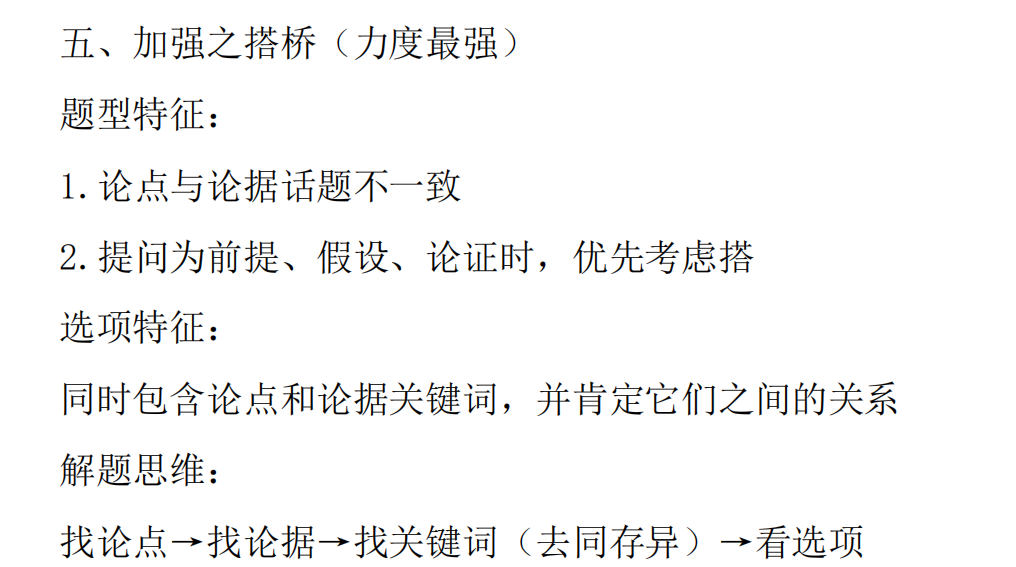 五、加强之搭桥（力度最强）
题型特征：
1.论点与论据话题不一致
2.提问为前提、假设、论证时，优先考虑搭
选项特征：
同时包含论点和论据关键词，并肯定它们之间的关系
解题思维：
找论点→找论据→找关键词（去同存异）→看选项